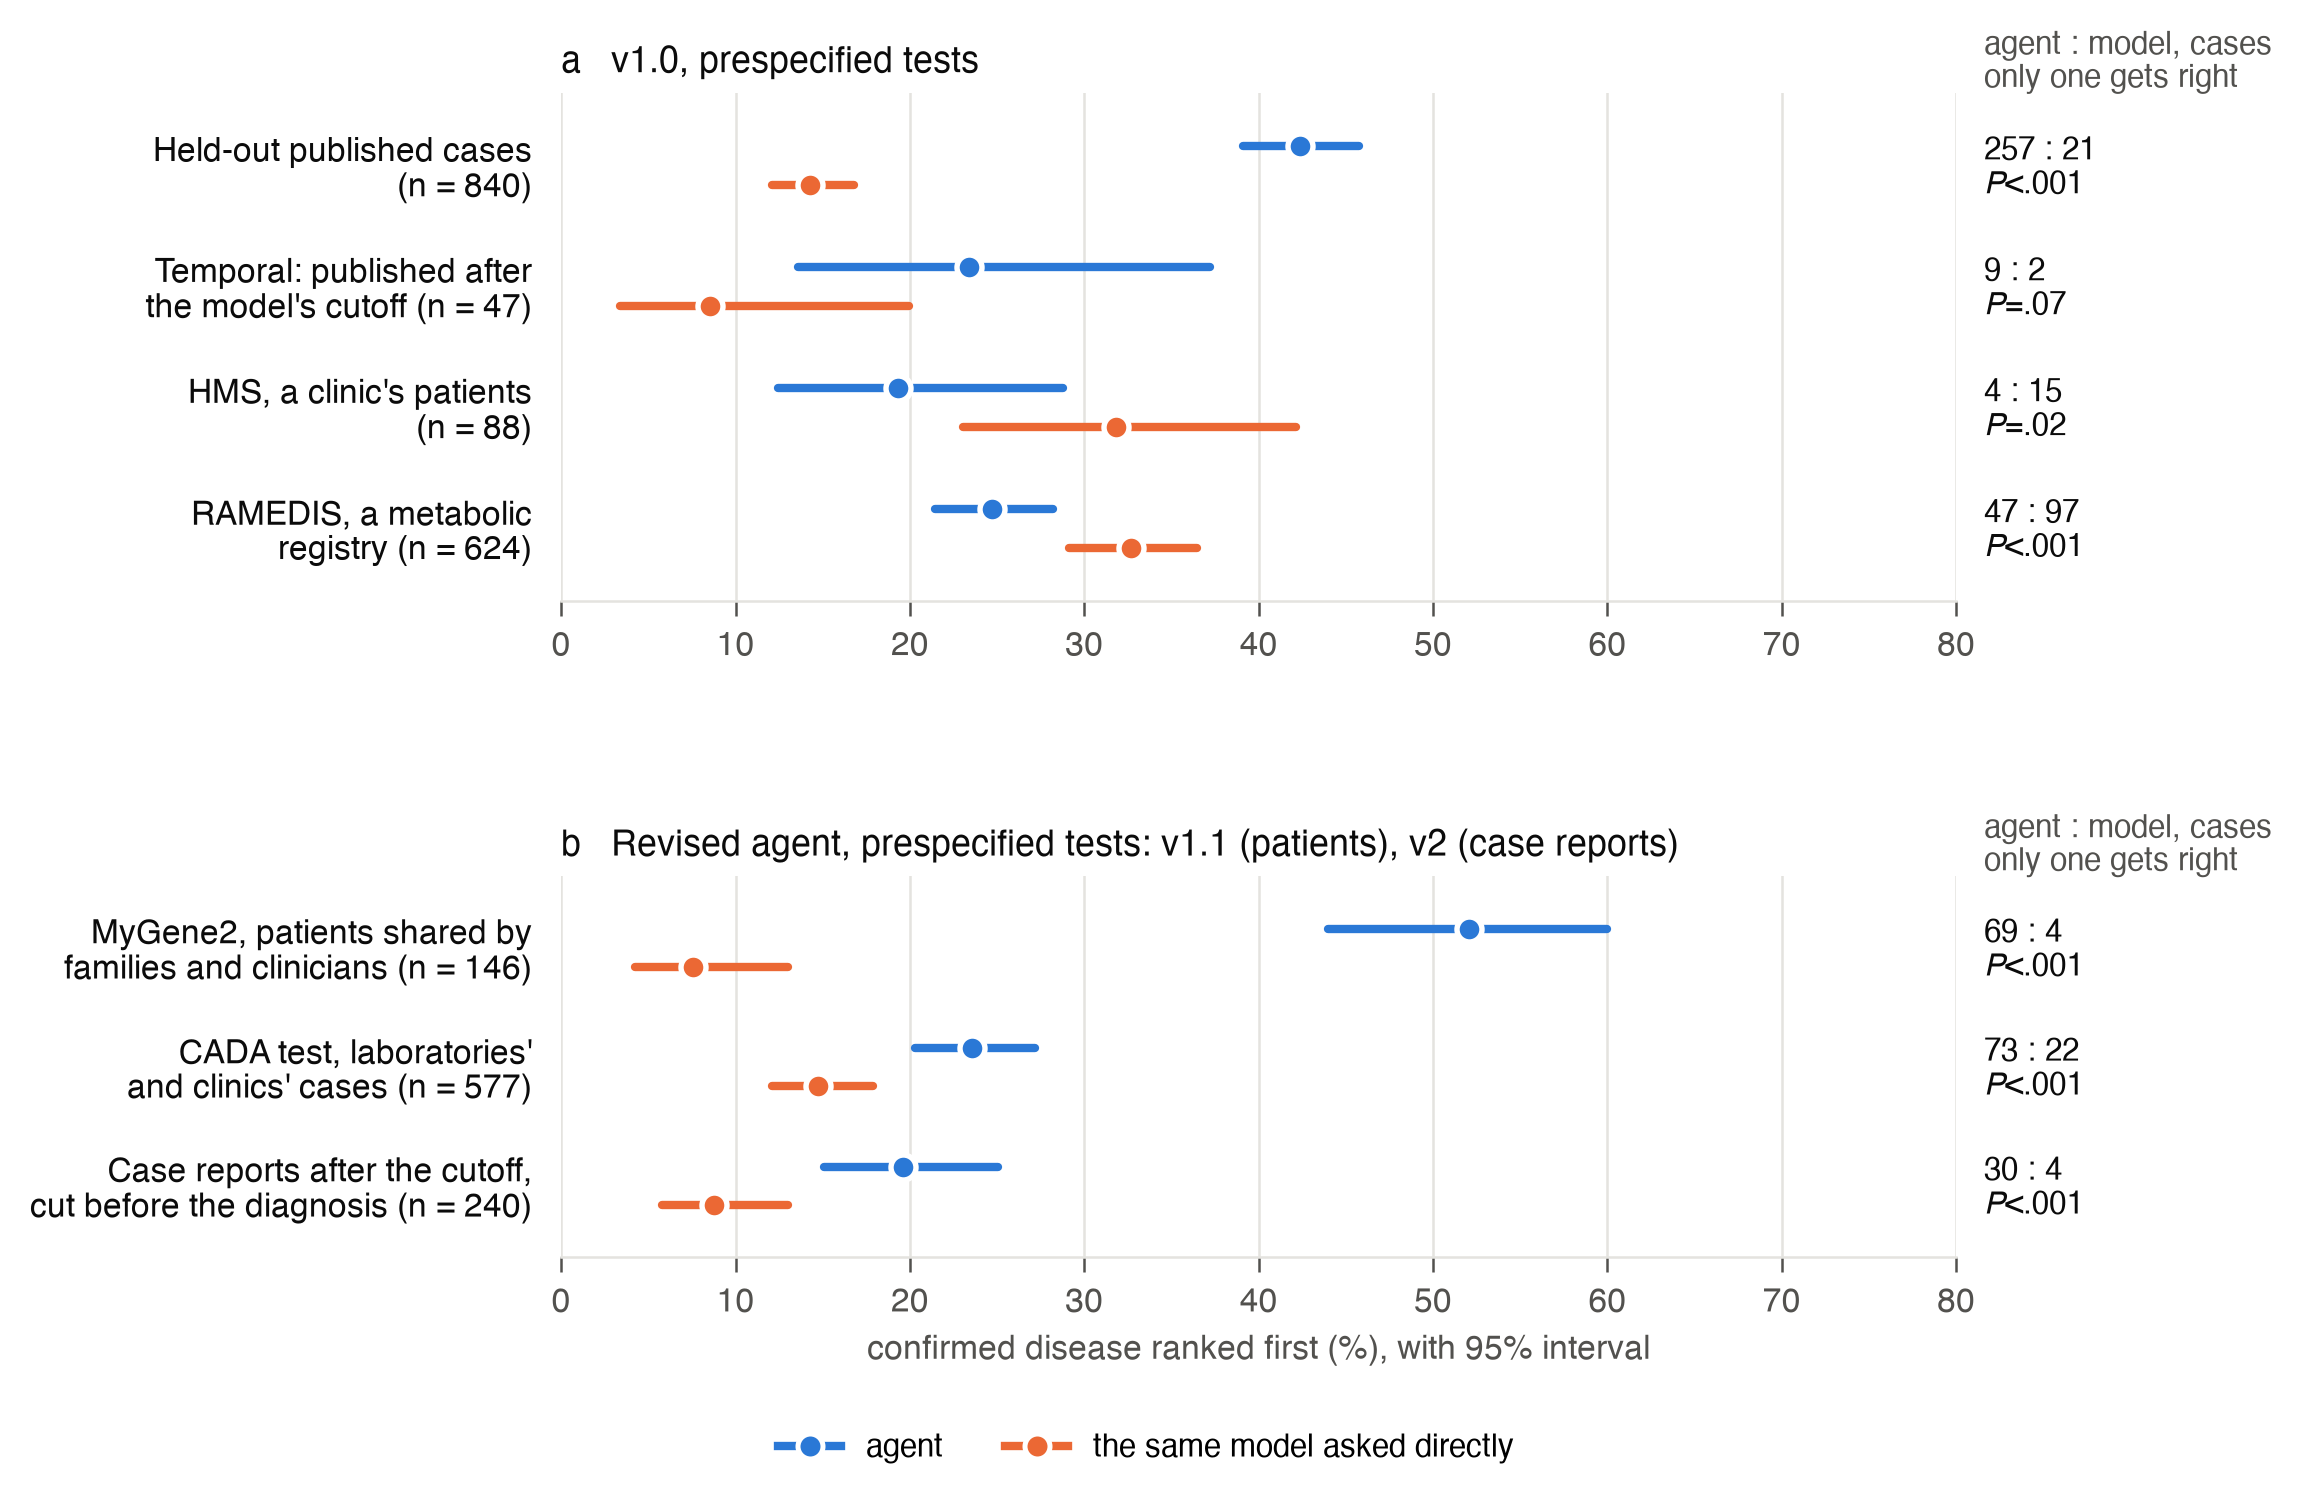 a v1.0, prespecified tests
agent : model, cases
only one gets right
Held-out published cases
(n = 840)
257 : 21
P<.001
Temporal: published after
the model's cutoff (n = 47)
9 : 2
P=.07
HMS, a clinic's patients
(n = 88)
4 : 15
P=.02
RAMEDIS, a metabolic
registry (n = 624)
47 : 97
P<.001
0 10 20 30 40 50 60 70 80
b Revised agent, prespecified tests: v1.1 (patients), v2 (case reports)
agent : model, cases
only one gets right
MyGene2, patients shared by
families and clinicians (n = 146)
69 : 4
P<.001
CADA test, laboratories'
and clinics' cases (n = 577)
73 : 22
P<.001
Case reports after the cutoff,
cut before the diagnosis (n = 240)
30 : 4
P<.001
0 10 20 30 40 50 60 70 80
confirmed disease ranked first (%), with 95% interval
agent the same model asked directly